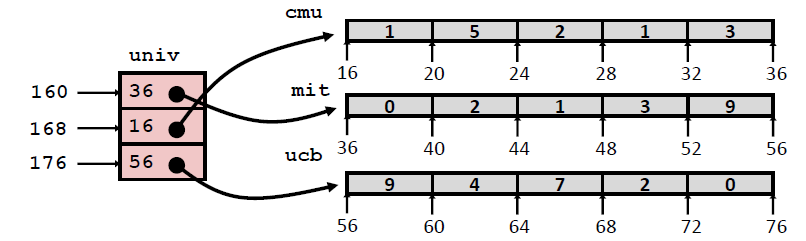 cmu
1 5 2 1 3
16 20 24 28 32 36
univ
160 36
168 16
176 56
mit
0 2 1 3 9
36 40 44 48 52 56
ucb
9 4 7 2 0
56 60 64 68 72 76